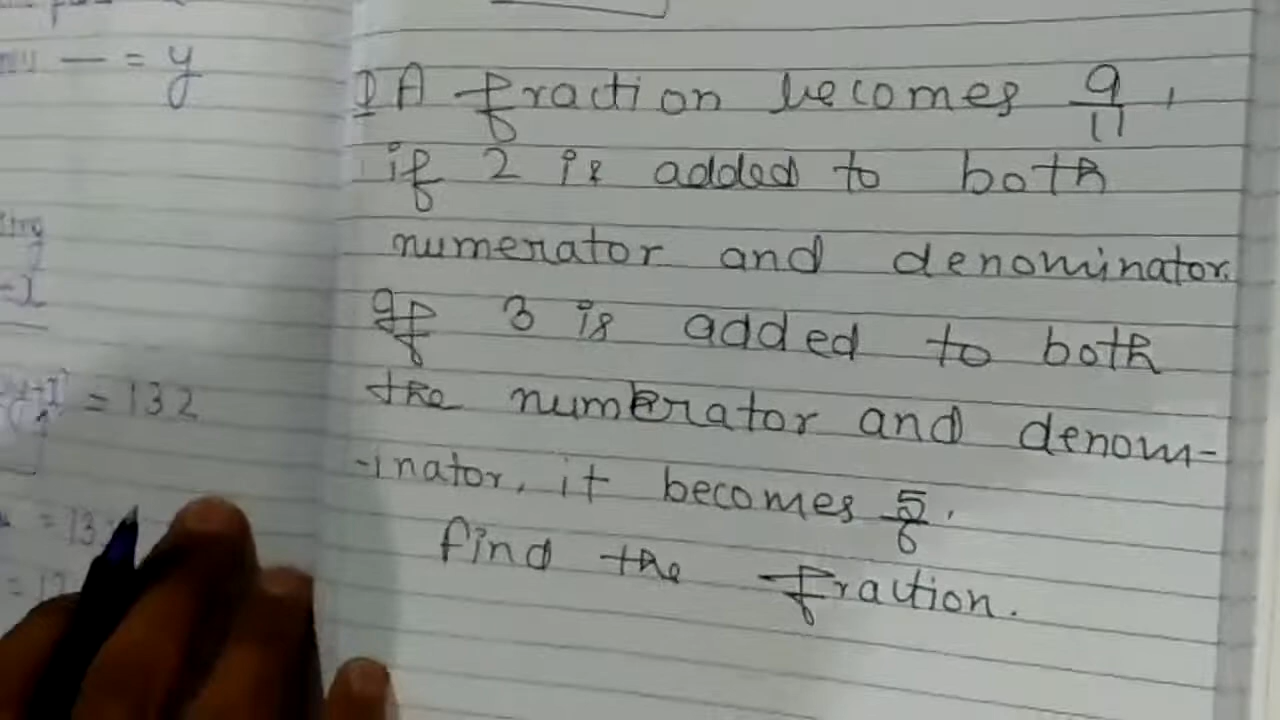 — = y
= 132
I A fraction becomes 9/11,
if 2 is added to both
numerator and denominator.
If 3 is added to both
the numerator and denom-
-inator, it becomes 5/6.
find the fraction.